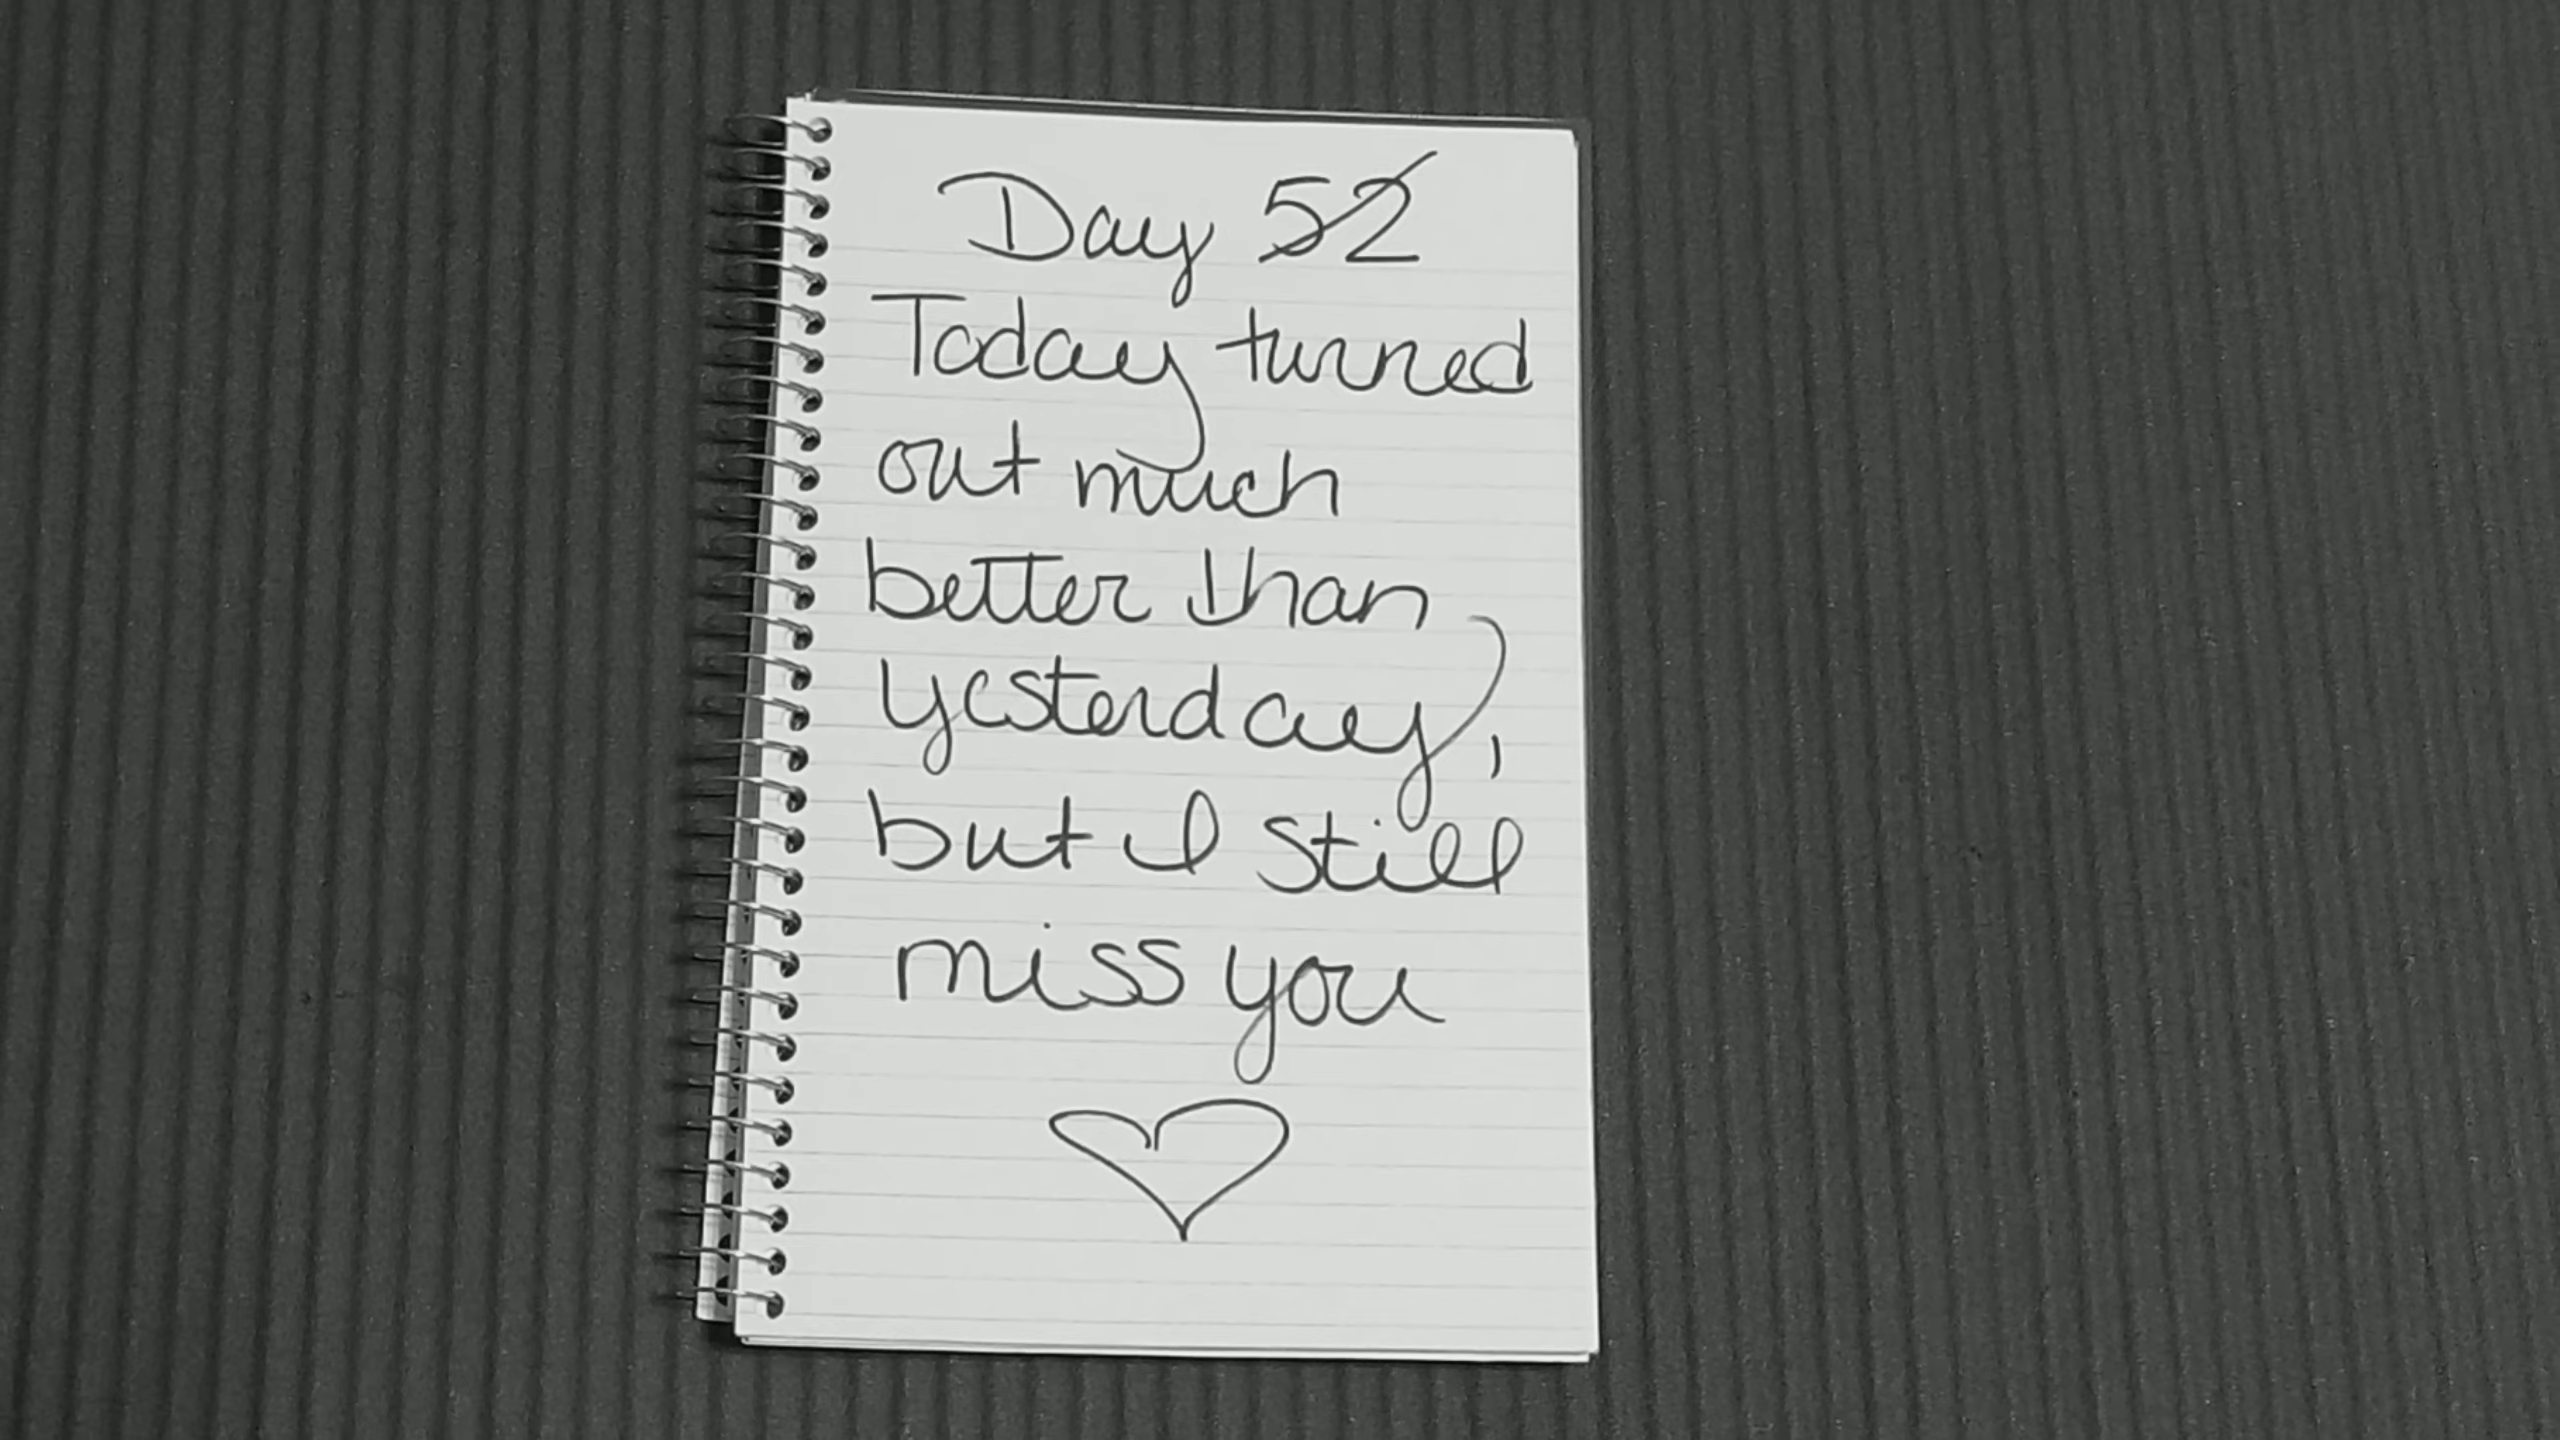 Day 52
Today turned
out much
better than
yesterday,
but I still
miss you